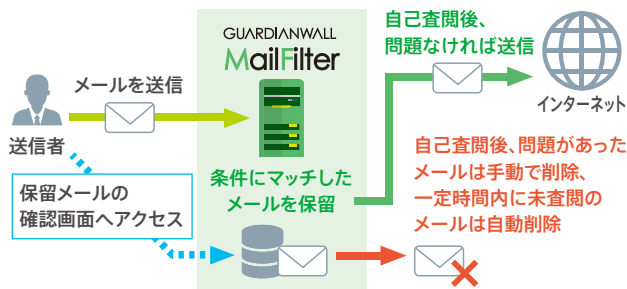 GUARDIANWALL
MailFilter
メールを送信
送信者
保留メールの
確認画面へアクセス
条件にマッチした
メールを保留
自己査閲後、
問題なければ送信
インターネット
自己査閲後、問題があった
メールは手動で削除、
一定時間内に未査閲の
メールは自動削除